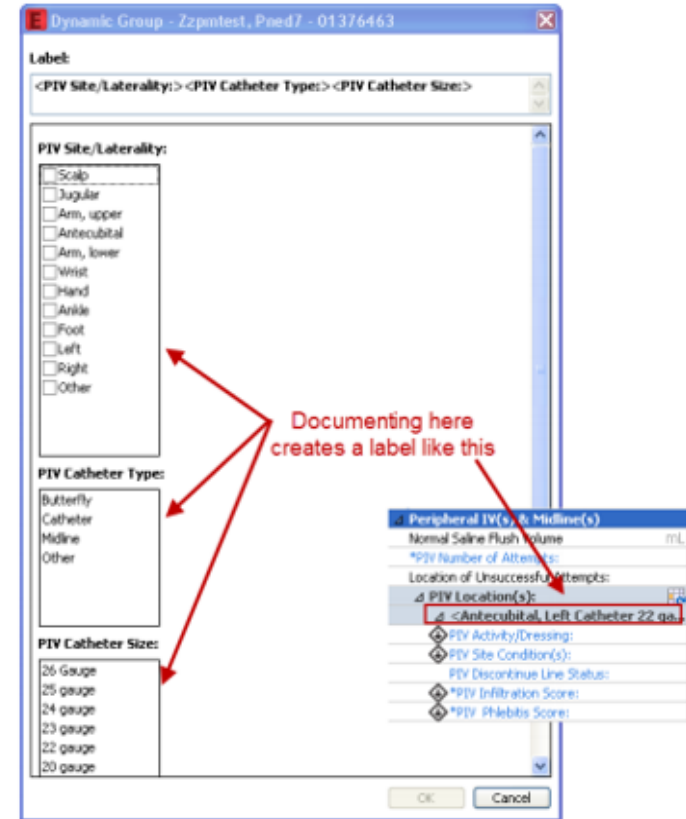 Dynamic Group - Zzpmtest, Pned7 - 01376463
Label:
<PIV Site/Laterality:><PIV Catheter Type:><PIV Catheter Size:>
PIV Site/Laterality:
Scalp
Jugular
Arm, upper
Antecubital
Arm, lower
Wrist
Hand
Ankle
Foot
Left
Right
Other
Documenting here
creates a label like this
PIV Catheter Type:
Butterfly
Catheter
Midline
Other
PIV Catheter Size:
26 Gauge
25 gauge
24 gauge
23 gauge
22 gauge
20 gauge
Peripheral IV(s) & Midline(s)
Normal Saline Flush Volume mL
*PIV Number of Attempts:
Location of Unsuccessful Attempts:
PIV Location(s):
<Antecubital, Left Catheter 22 ga...
PIV Activity/Dressing:
PIV Site Condition(s):
PIV Discontinue Line Status:
*PIV Infiltration Score:
*PIV Phlebitis Score:
OK Cancel